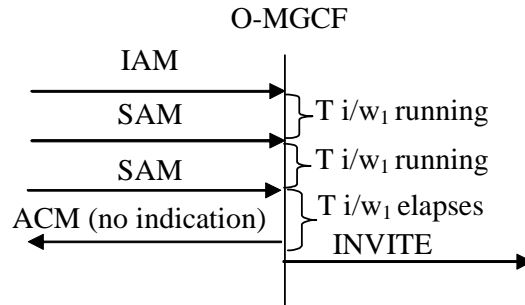 O-MGCF
IAM
T i/w₁ running
SAM
T i/w₁ running
SAM
T i/w₁ elapses
ACM (no indication)
INVITE